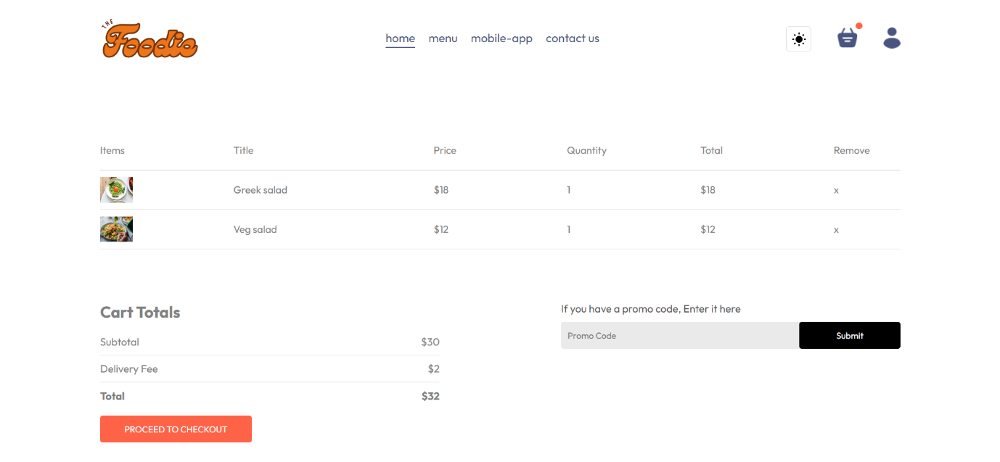 THE
Foodie
home menu mobile-app contact us
Items Title Price Quantity Total Remove
Greek salad $18 1 $18 x
Veg salad $12 1 $12 x
Cart Totals
Subtotal $30
Delivery Fee $2
Total $32
PROCEED TO CHECKOUT
If you have a promo code, Enter it here
Promo Code Submit